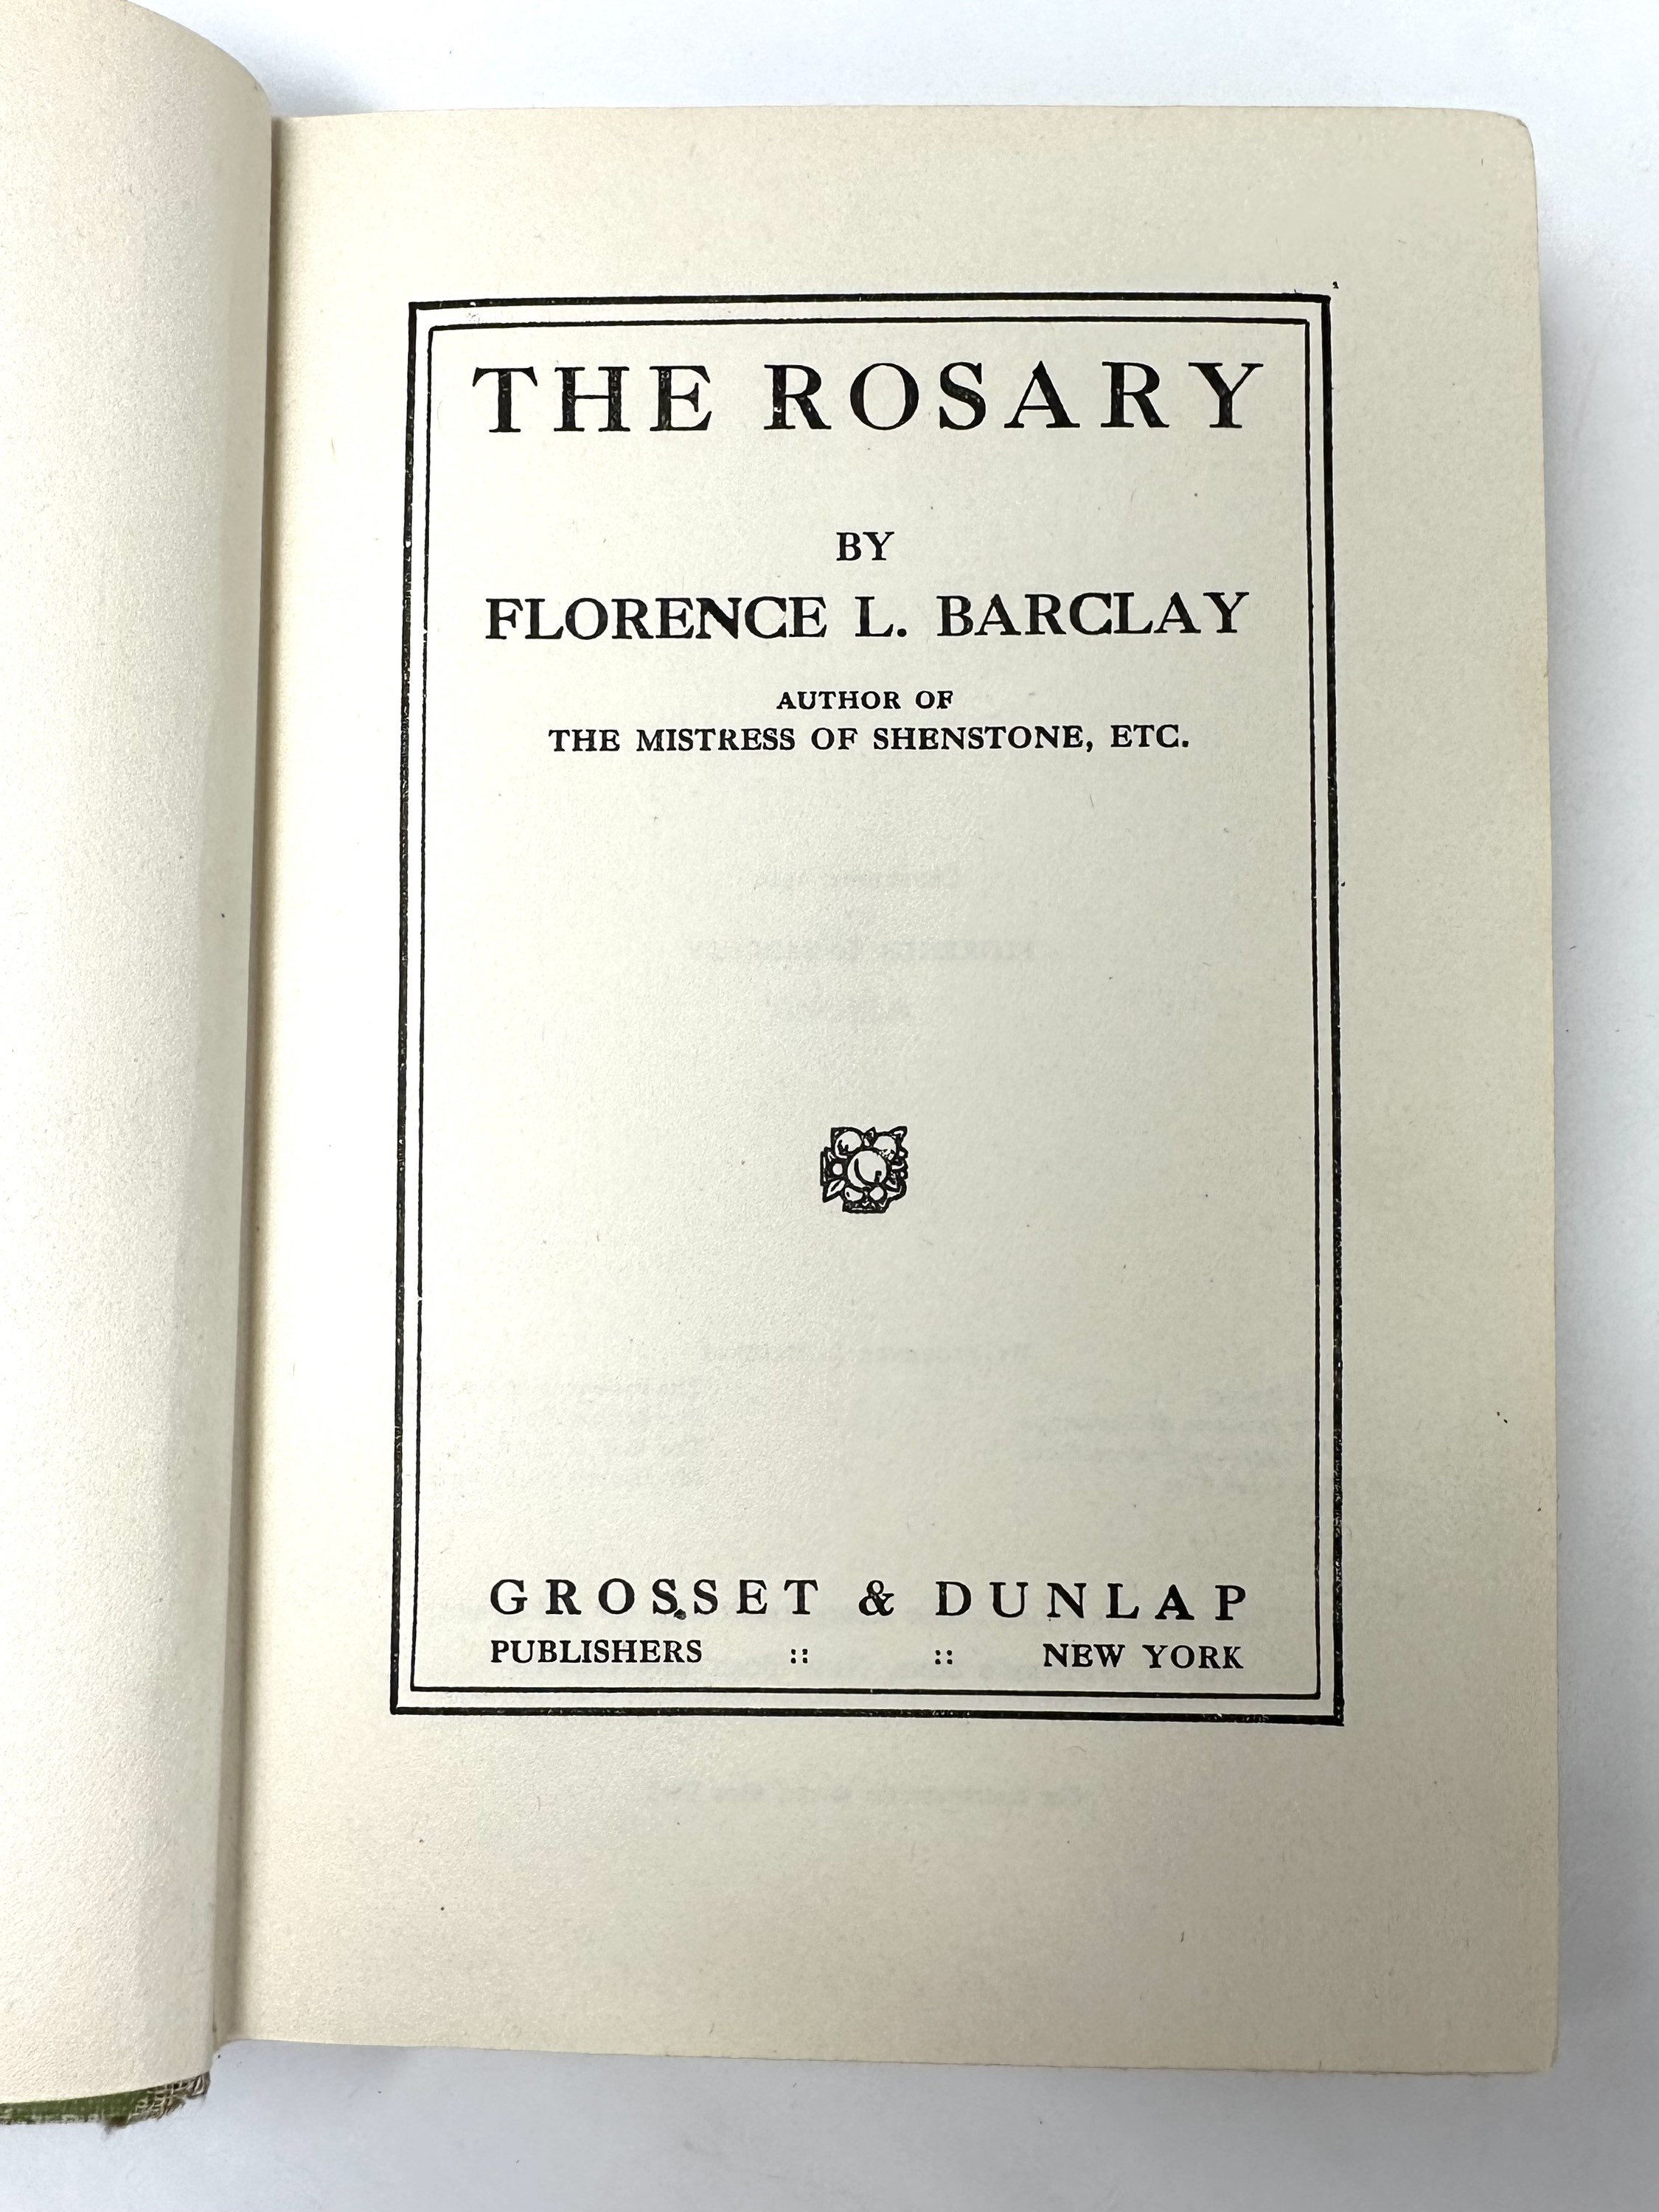 THE ROSARY
BY
FLORENCE L. BARCLAY
AUTHOR OF
THE MISTRESS OF SHENSTONE, ETC.
GROSSET & DUNLAP
PUBLISHERS :: :: NEW YORK